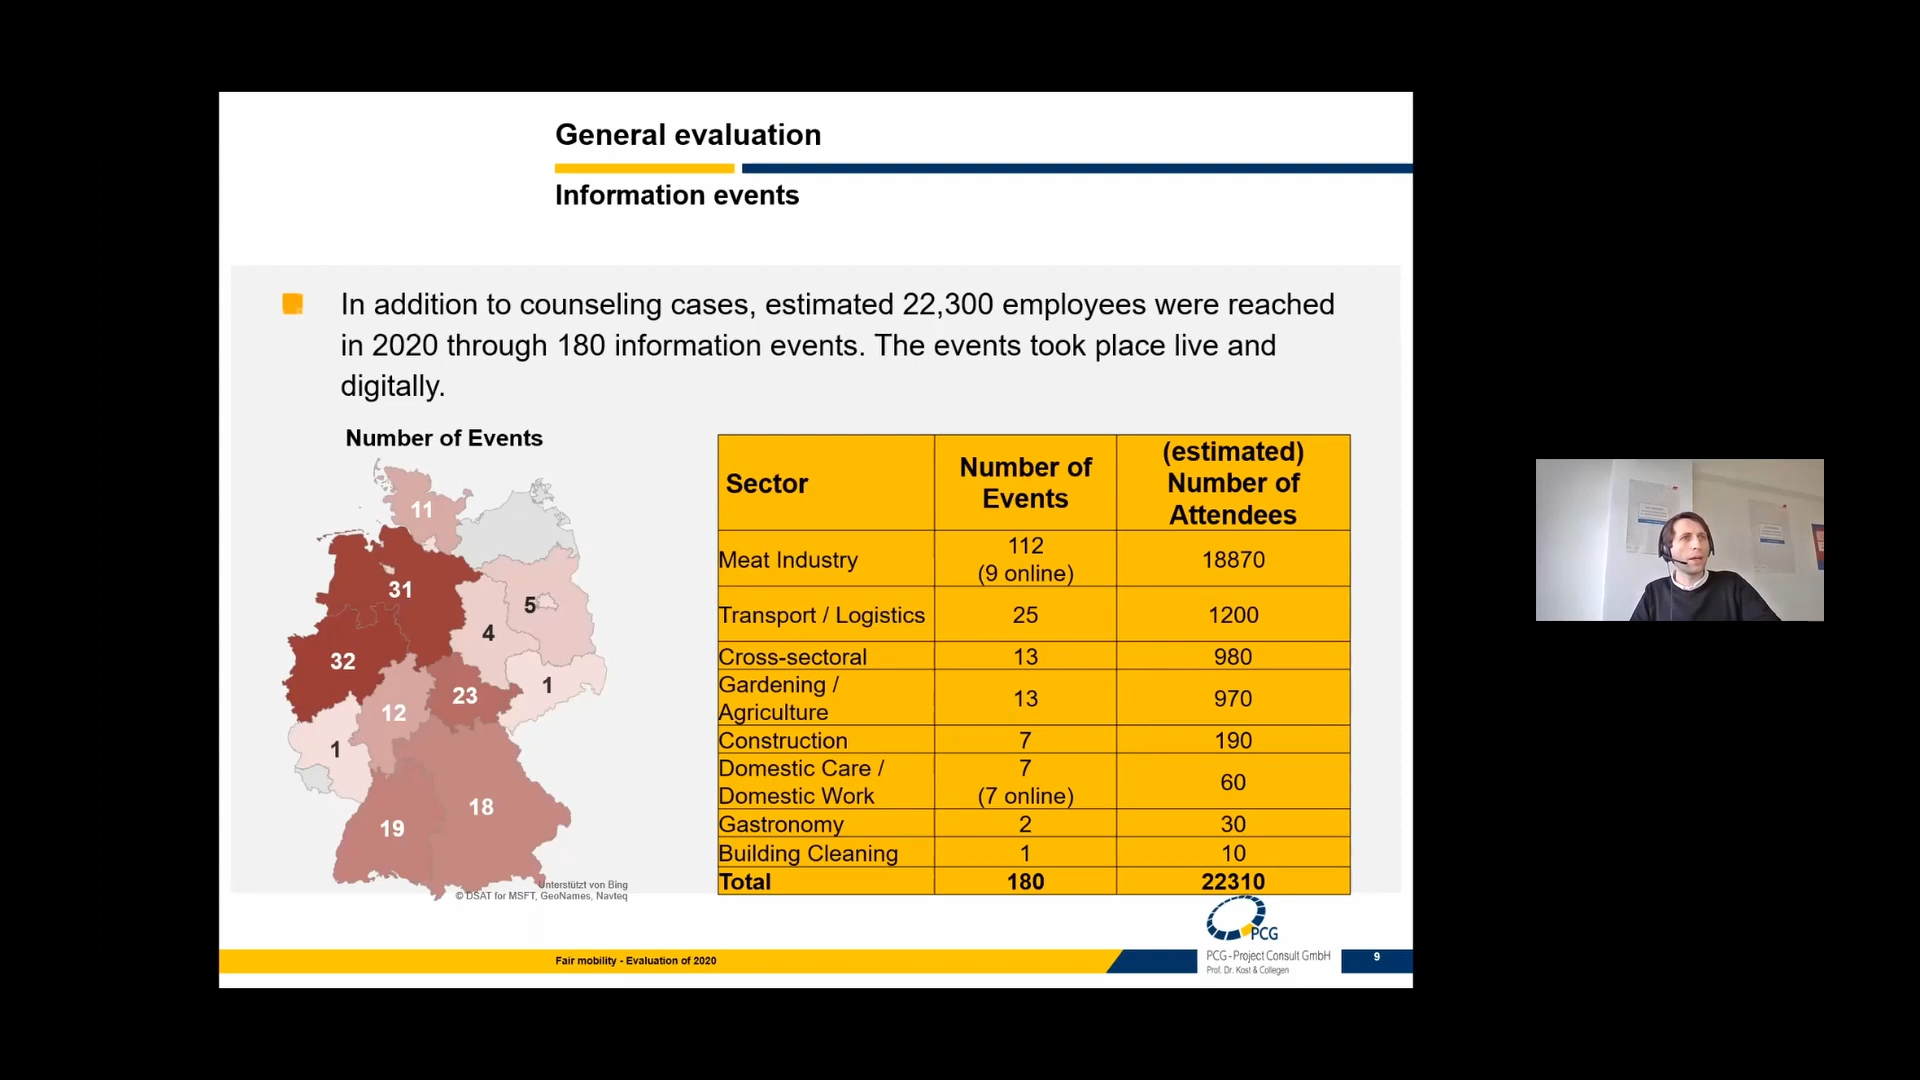 General evaluation
Information events
In addition to counseling cases, estimated 22,300 employees were reached
in 2020 through 180 information events. The events took place live and
digitally.
Number of Events
11
31
5
4
32
1
23
12
1
18
19
Unterstützt von Bing
© DSAT for MSFT, GeoNames, Navteq
Sector
Number of
Events
(estimated)
Number of
Attendees
Meat Industry
112
(9 online)
18870
Transport / Logistics
25
1200
Cross-sectoral
13
980
Gardening /
Agriculture
13
970
Construction
7
190
Domestic Care /
Domestic Work
7
(7 online)
60
Gastronomy
2
30
Building Cleaning
1
10
Total
180
22310
PCG
PCG - Project Consult GmbH
Prof. Dr. Kost & Collegen
Fair mobility - Evaluation of 2020
9